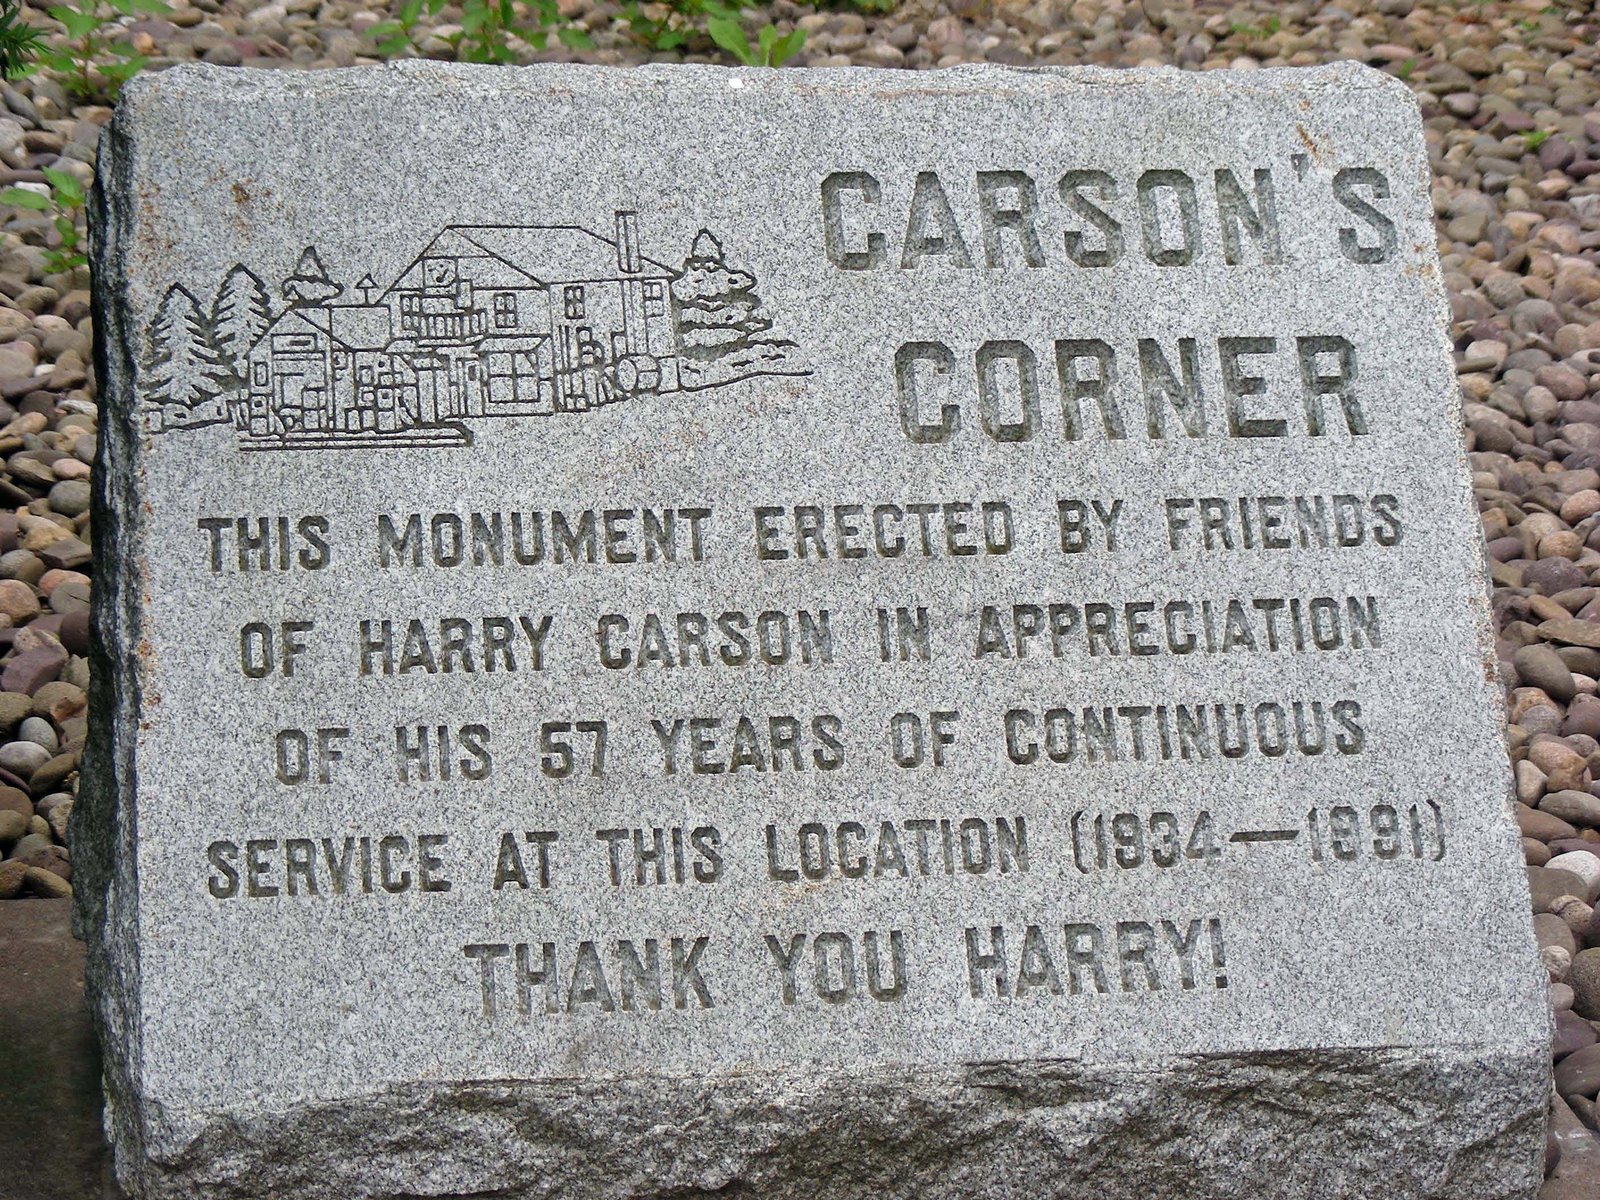 CARSON'S
CORNER
THIS MONUMENT ERECTED BY FRIENDS
OF HARRY CARSON IN APPRECIATION
OF HIS 57 YEARS OF CONTINUOUS
SERVICE AT THIS LOCATION (1934—1991)
THANK YOU HARRY!